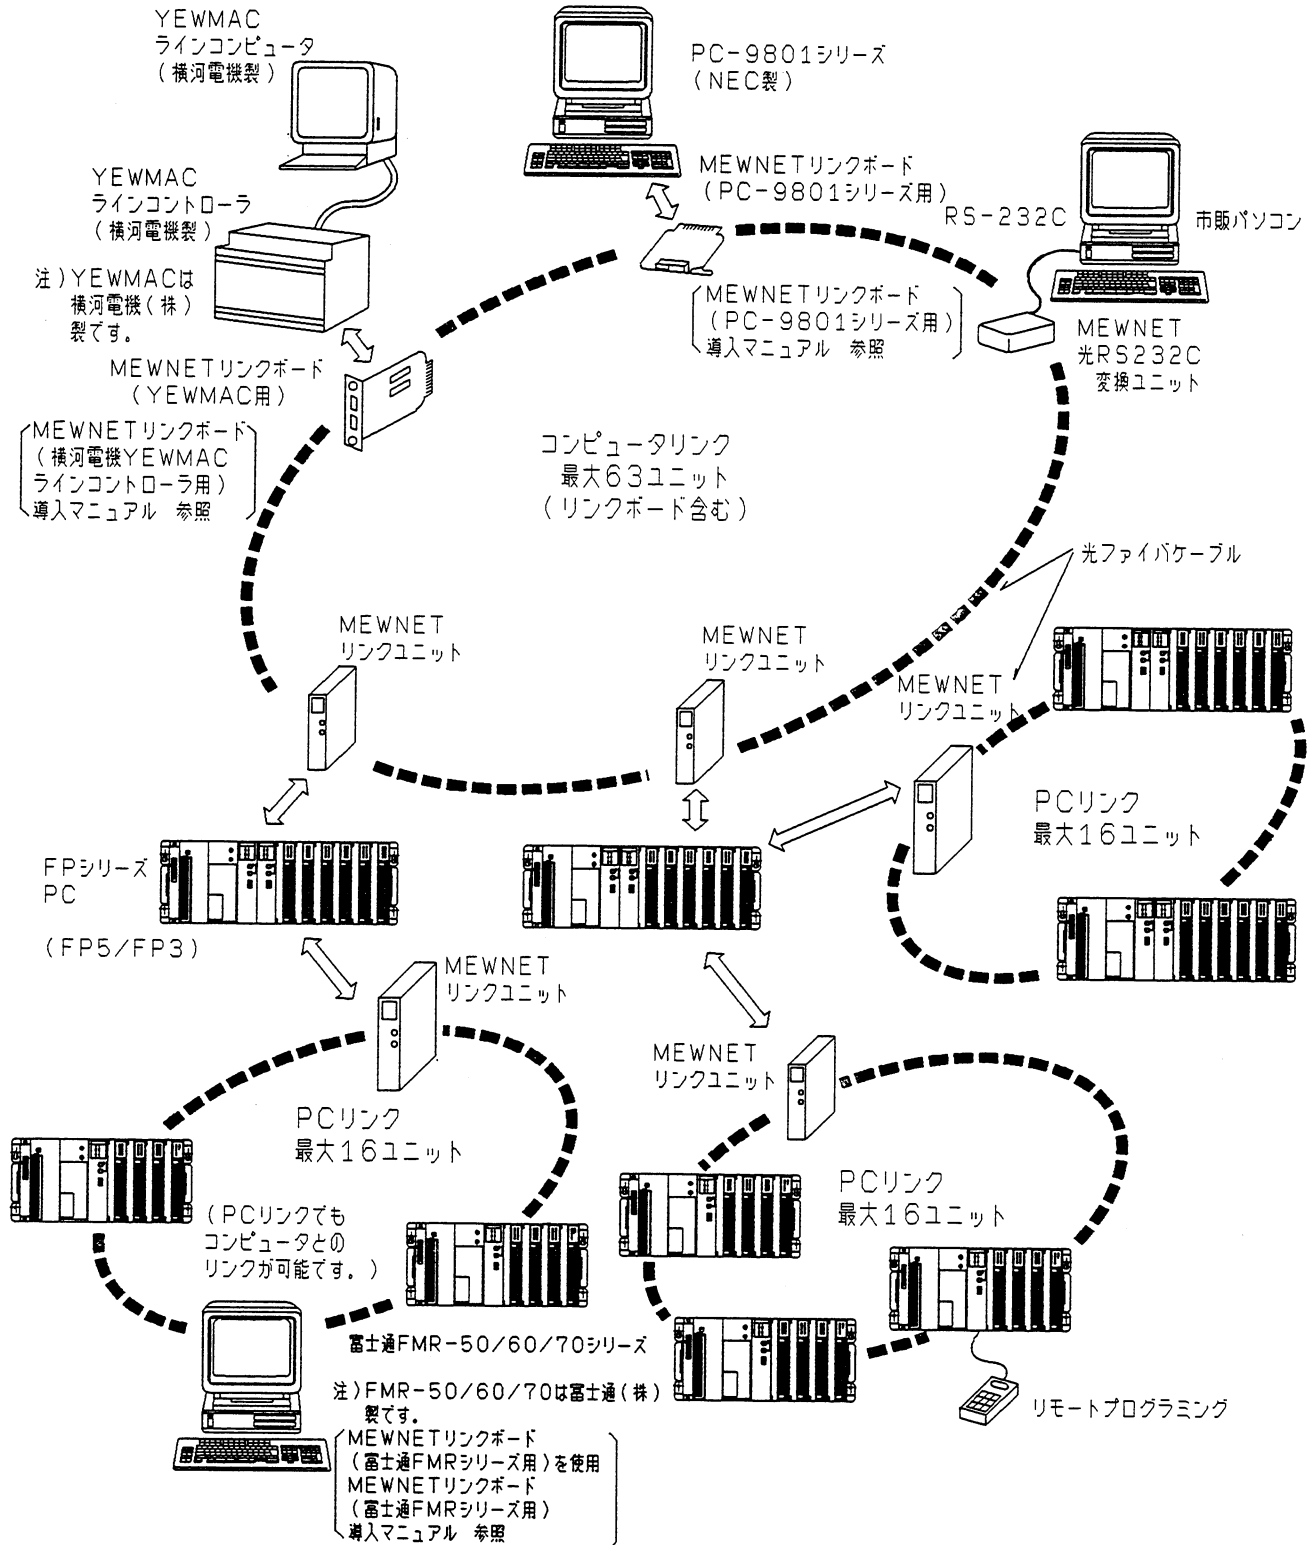 YEWMAC
ラインコンピュータ
(横河電機製)
PC-9801シリーズ
(NEC製)
YEWMAC
ラインコントローラ
(横河電機製)
MEWNETリンクボード
(PC-9801シリーズ用)
RS-232C
市販パソコン
注)YEWMACは
横河電機(株)
製です。
MEWNETリンクボード
(PC-9801シリーズ用)
導入マニュアル 参照
MEWNET
光RS232C
変換ユニット
MEWNETリンクボード
(YEWMAC用)
MEWNETリンクボード
(横河電機YEWMAC
ラインコントローラ用)
導入マニュアル 参照
コンピュータリンク
最大63ユニット
(リンクボード含む)
光ファイバケーブル
MEWNET
リンクユニット
MEWNET
リンクユニット
MEWNET
リンクユニット
PCリンク
最大16ユニット
FPシリーズ
PC
(FP5/FP3)
MEWNET
リンクユニット
MEWNET
リンクユニット
PCリンク
最大16ユニット
PCリンク
最大16ユニット
(PCリンクでも
コンピュータとの
リンクが可能です。)
富士通FMR-50/60/70シリーズ
注)FMR-50/60/70は富士通(株)
製です。
MEWNETリンクボード
(富士通FMRシリーズ用)を使用
MEWNETリンクボード
(富士通FMRシリーズ用)
導入マニュアル 参照
リモートプログラミング